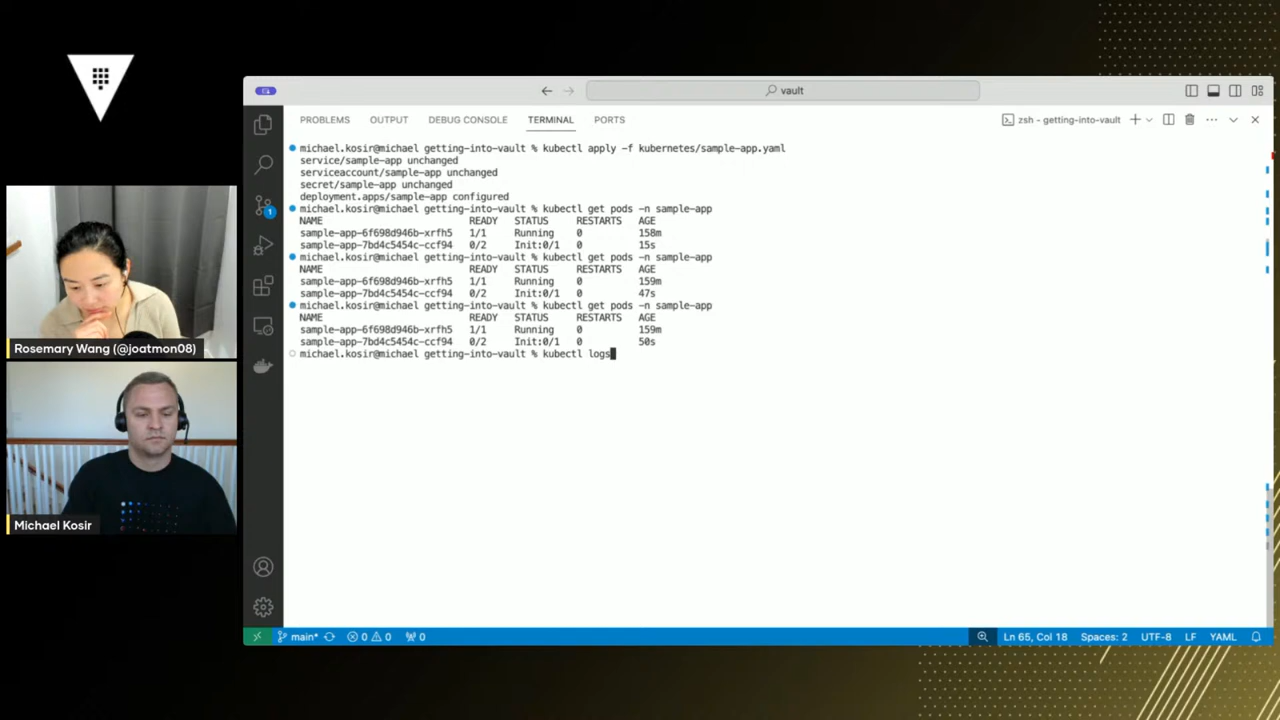 vault
PROBLEMS OUTPUT DEBUG CONSOLE TERMINAL PORTS
zsh - getting-into-vault
michael.kosir@michael getting-into-vault % kubectl apply -f kubernetes/sample-app.yaml
service/sample-app unchanged
serviceaccount/sample-app unchanged
secret/sample-app unchanged
deployment.apps/sample-app configured
michael.kosir@michael getting-into-vault % kubectl get pods -n sample-app
NAME READY STATUS RESTARTS AGE
sample-app-6f698d946b-xrfh5 1/1 Running 0 158m
sample-app-7bd4c5454c-ccf94 0/2 Init:0/1 0 15s
michael.kosir@michael getting-into-vault % kubectl get pods -n sample-app
NAME READY STATUS RESTARTS AGE
sample-app-6f698d946b-xrfh5 1/1 Running 0 159m
sample-app-7bd4c5454c-ccf94 0/2 Init:0/1 0 47s
michael.kosir@michael getting-into-vault % kubectl get pods -n sample-app
NAME READY STATUS RESTARTS AGE
sample-app-6f698d946b-xrfh5 1/1 Running 0 159m
sample-app-7bd4c5454c-ccf94 0/2 Init:0/1 0 50s
michael.kosir@michael getting-into-vault % kubectl logs
Rosemary Wang (@joatmon08)
Michael Kosir
1
main* 0 0 0 Ln 65, Col 18 Spaces: 2 UTF-8 LF YAML